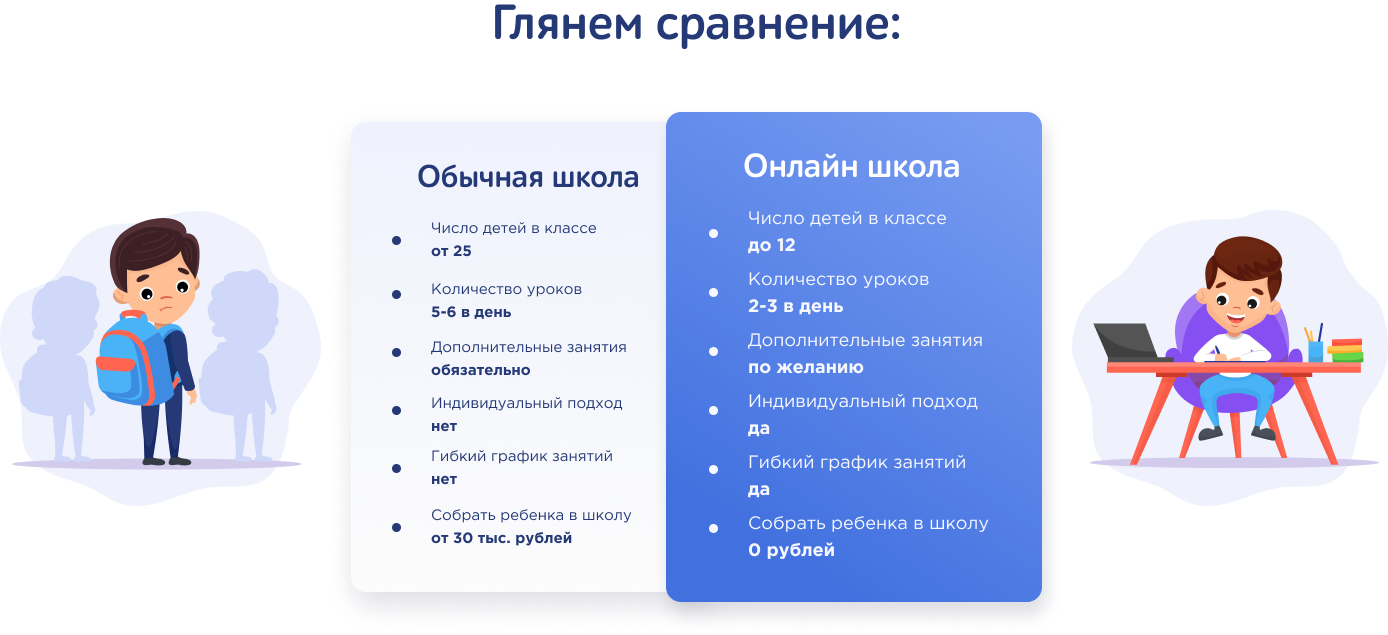 Глянем сравнение:
Обычная школа
Число детей в классе
от 25
Количество уроков
5-6 в день
Дополнительные занятия
обязательно
Индивидуальный подход
нет
Гибкий график занятий
нет
Собрать ребенка в школу
от 30 тыс. рублей
Онлайн школа
Число детей в классе
до 12
Количество уроков
2-3 в день
Дополнительные занятия
по желанию
Индивидуальный подход
да
Гибкий график занятий
да
Собрать ребенка в школу
0 рублей